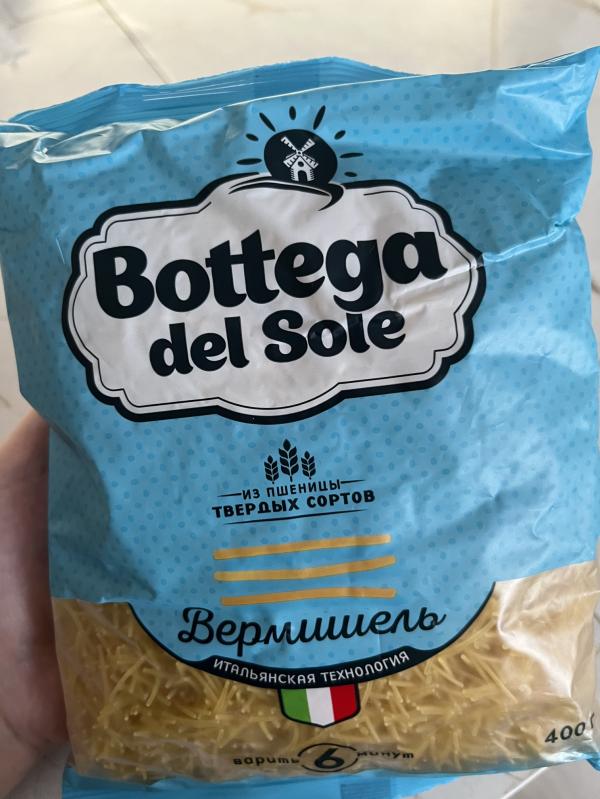 Bottega
del Sole
ИЗ ПШЕНИЦЫ
ТВЕРДЫХ СОРТОВ
Вермишель
ИТАЛЬЯНСКАЯ ТЕХНОЛОГИЯ
400 г
варить 6 минут